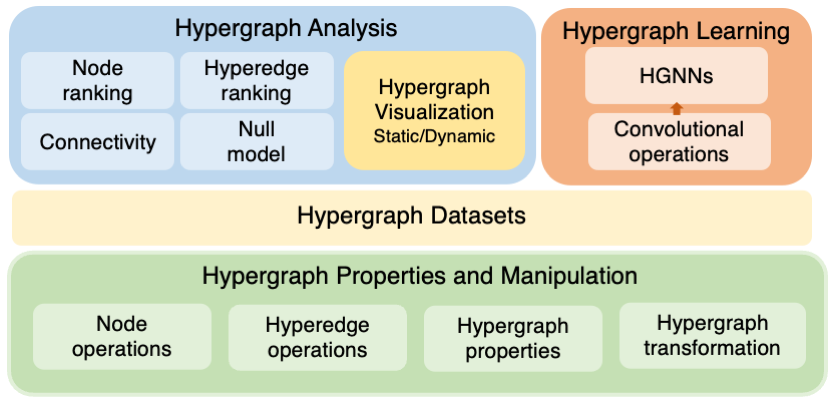 Hypergraph Analysis
Node
ranking
Hyperedge
ranking
Connectivity
Null
model
Hypergraph
Visualization
Static/Dynamic
Hypergraph Learning
HGNNs
Convolutional
operations
Hypergraph Datasets
Hypergraph Properties and Manipulation
Node
operations
Hyperedge
operations
Hypergraph
properties
Hypergraph
transformation